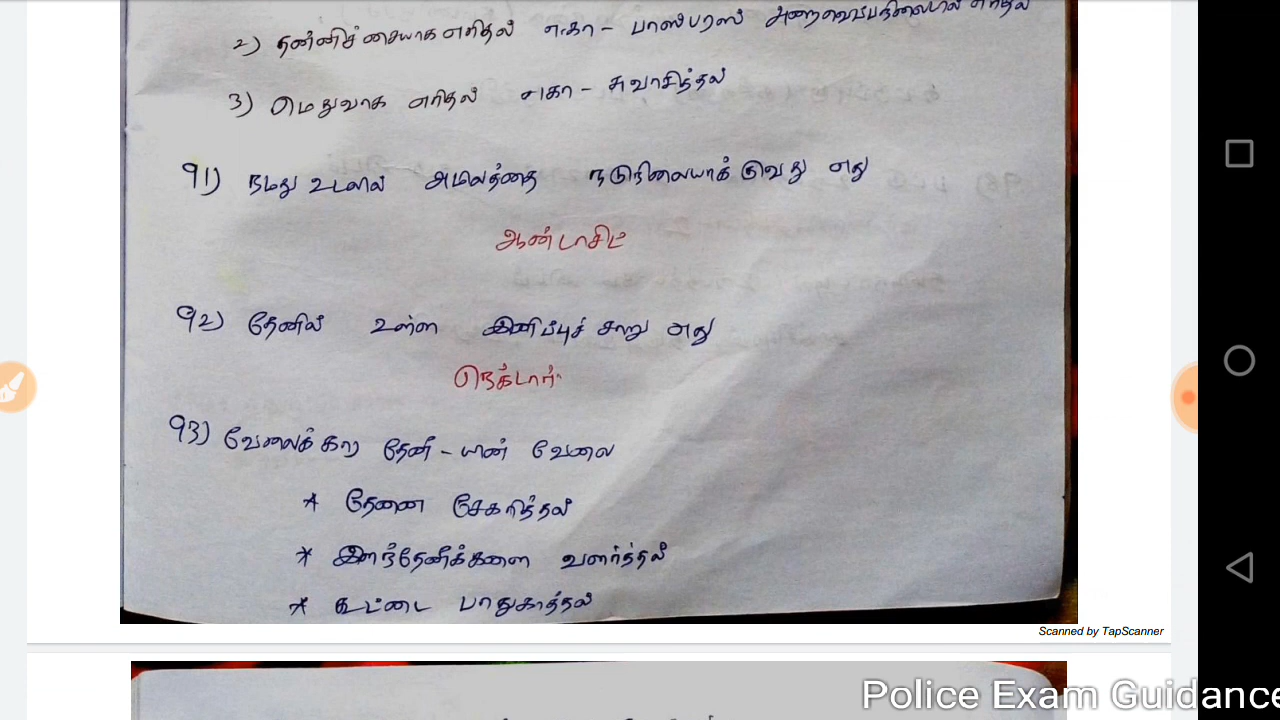 2) தன்னிச்சையாக எரிதல் எ.கா - பாஸ்பரஸ் அறைவெப்பநிலையில் எரிதல்
3) மெதுவாக எரிதல் எ.கா - சுவாசித்தல்
91) நமது உடலில் அமிலத்தை நடுநிலையாக்குவது எது
ஆன்டாசிட்
92) தேனில் உள்ள இனிப்புச் சாறு எது
நெக்டார்
93) வேலைக்கார தேனீ - யின் வேலை
* தேனை சேகரித்தல்
* இளந்தேனீக்களை வளர்த்தல்
* கூட்டை பாதுகாத்தல்
Scanned by TapScanner
Police Exam Guidance